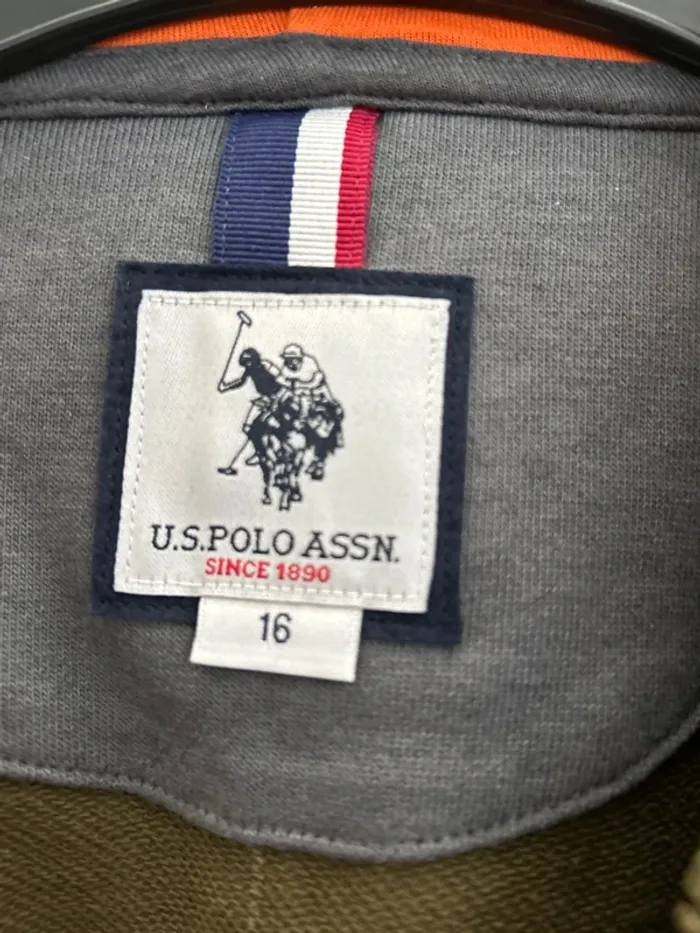 U.S.POLO ASSN.
SINCE 1890
16